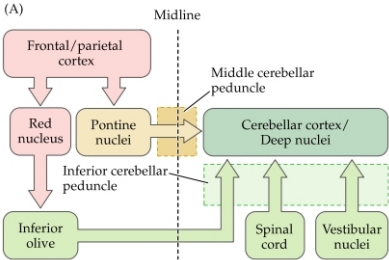 (A)
Midline
Frontal/parietal
cortex
Middle cerebellar
peduncle
Red
nucleus
Pontine
nuclei
Cerebellar cortex/
Deep nuclei
Inferior cerebellar
peduncle
Inferior
olive
Spinal
cord
Vestibular
nuclei